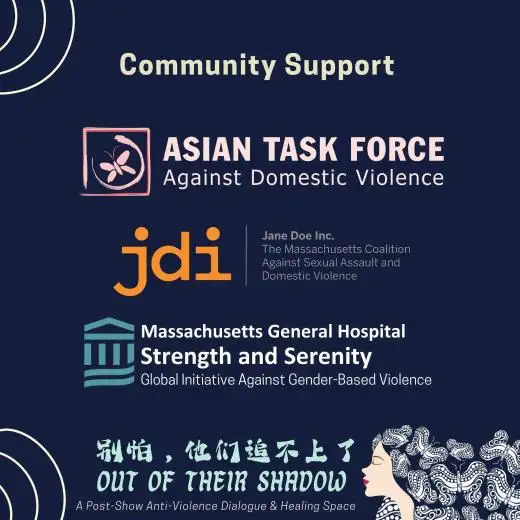 Community Support
ASIAN TASK FORCE
Against Domestic Violence
jdi
Jane Doe Inc.
The Massachusetts Coalition
Against Sexual Assault and
Domestic Violence
Massachusetts General Hospital
Strength and Serenity
Global Initiative Against Gender-Based Violence
别怕，他们追不上了
OUT OF THEIR SHADOW
A Post-Show Anti-Violence Dialogue & Healing Space